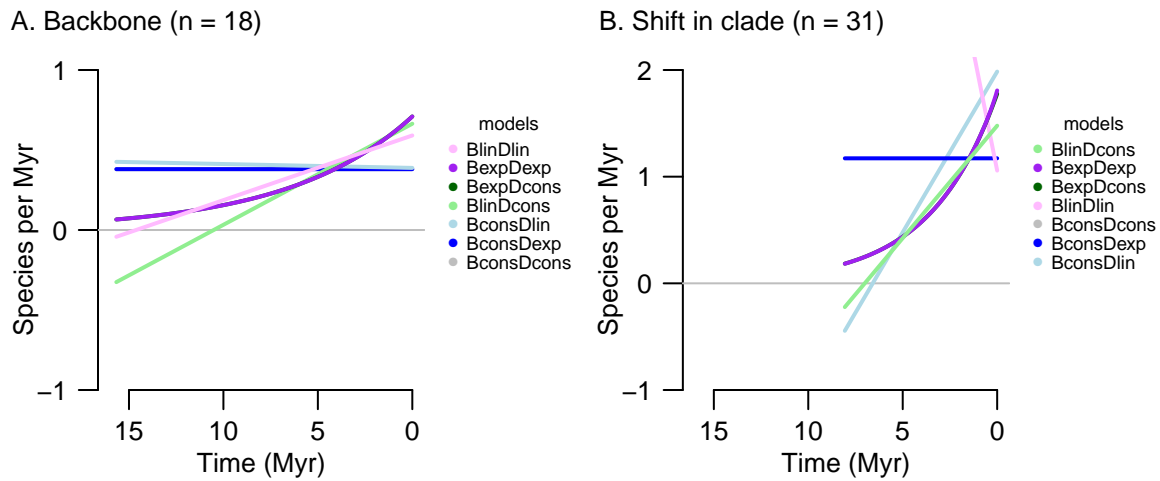 A. Backbone (n = 18)
Species per Myr
1
0
−1
15
10
5
0
Time (Myr)
models
BlinDlin
BexpDexp
BexpDcons
BlinDcons
BconsDlin
BconsDexp
BconsDcons
B. Shift in clade (n = 31)
Species per Myr
2
1
0
−1
15
10
5
0
Time (Myr)
models
BlinDcons
BexpDexp
BexpDcons
BlinDlin
BconsDcons
BconsDexp
BconsDlin